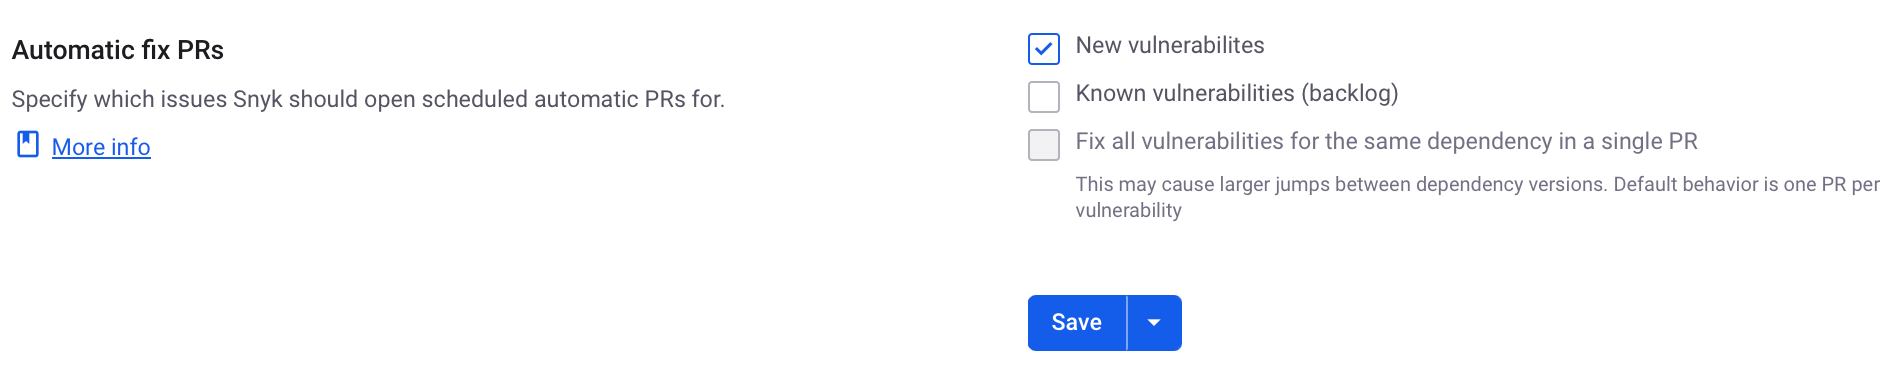 Automatic fix PRs
Specify which issues Snyk should open scheduled automatic PRs for.
More info
New vulnerabilites
Known vulnerabilities (backlog)
Fix all vulnerabilities for the same dependency in a single PR
This may cause larger jumps between dependency versions. Default behavior is one PR per
vulnerability
Save